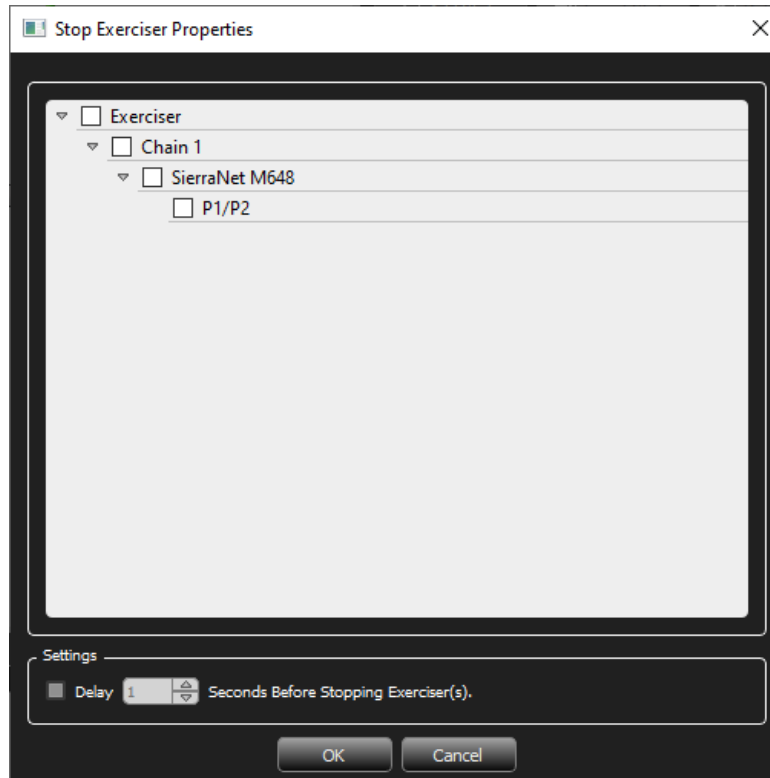 Stop Exerciser Properties
Exerciser
Chain 1
SierraNet M648
P1/P2
Settings
Delay 1 Seconds Before Stopping Exerciser(s).
OK Cancel